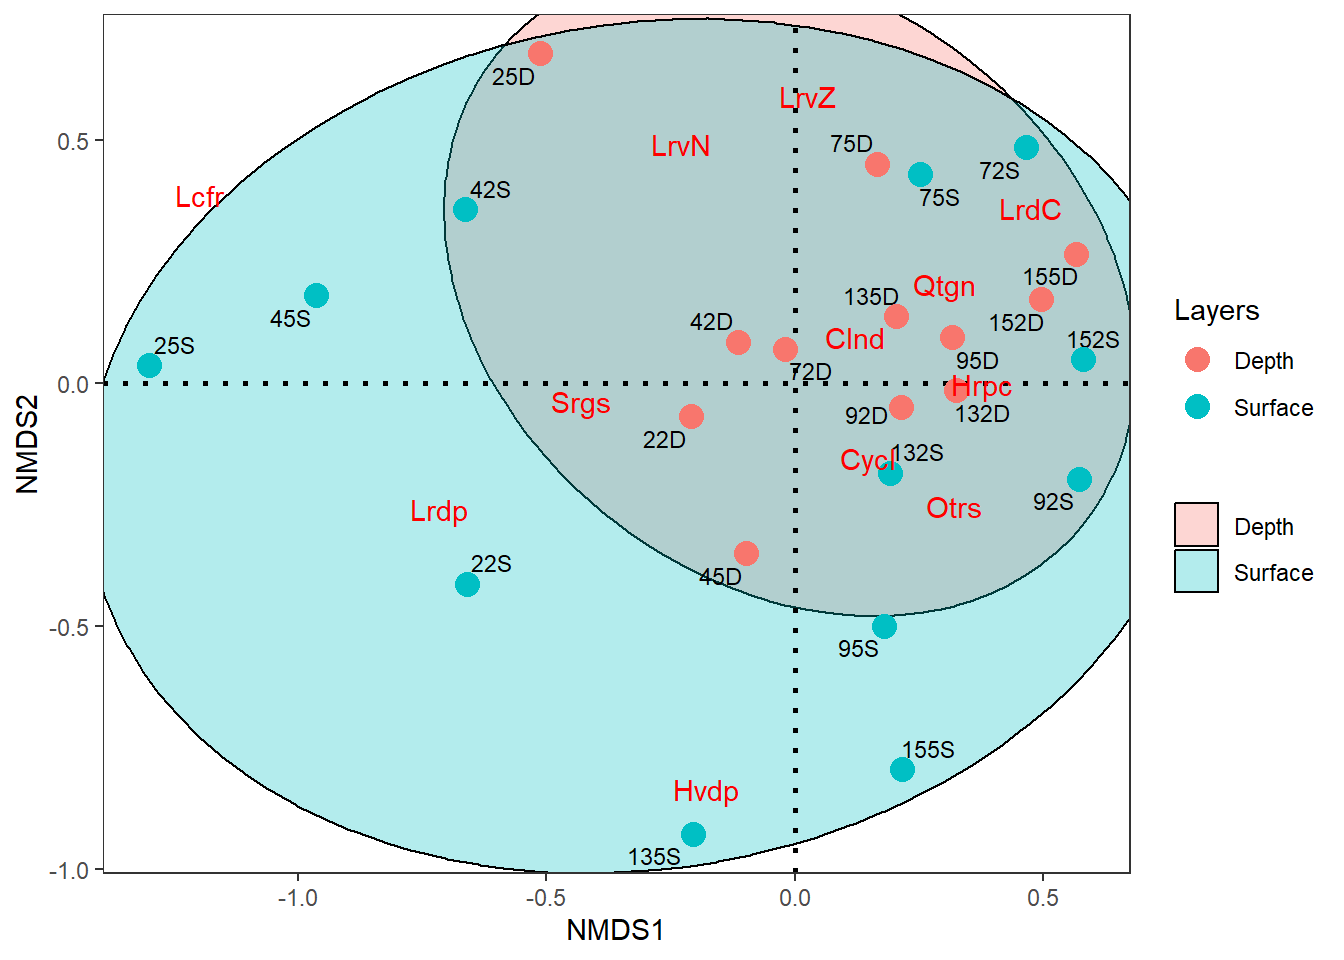 25D
LrvZ
0.5
LrvN
75D
72S
42S
75S
Lcfr
LrdC
155D
Qtgn
135D
45S
42D
152D
Layers
25S
Clnd
152S
95D
72D
Depth
0.0
Hrpc
Srgs
92D
132D
Surface
22D
132S
Cycl
NMDS2
92S
Lrdp
Otrs
Depth
22S
45D
Surface
-0.5
95S
155S
Hvdp
135S
-1.0
-1.0
-0.5
0.0
0.5
NMDS1